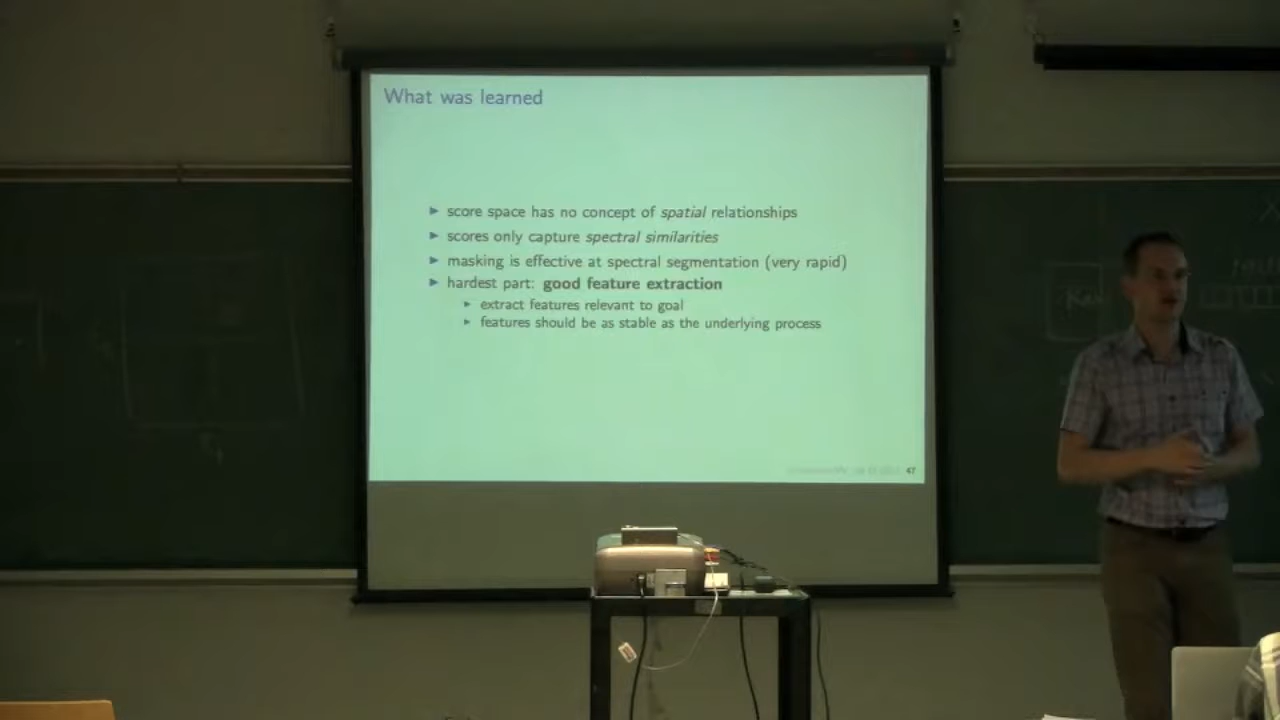 What was learned
► score space has no concept of spatial relationships
► scores only capture spectral similarities
► masking is effective at spectral segmentation (very rapid)
► hardest part: good feature extraction
► extract features relevant to goal
► features should be as stable as the underlying process
47